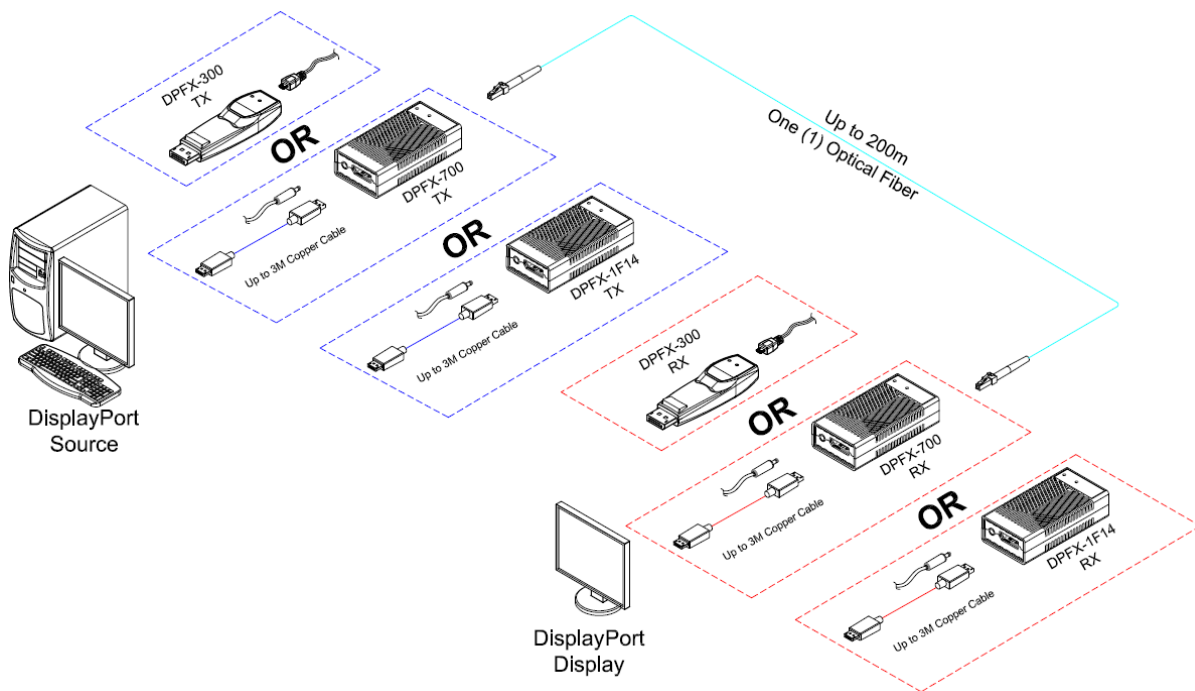 DPFX-300
TX
OR
DPFX-700
TX
Up to 3M Copper Cable
OR
DPFX-1F14
TX
Up to 3M Copper Cable
Up to 200m
One (1) Optical Fiber
DisplayPort
Source
DPFX-300
RX
OR
DPFX-700
RX
Up to 3M Copper Cable
OR
DPFX-1F14
RX
Up to 3M Copper Cable
DisplayPort
Display